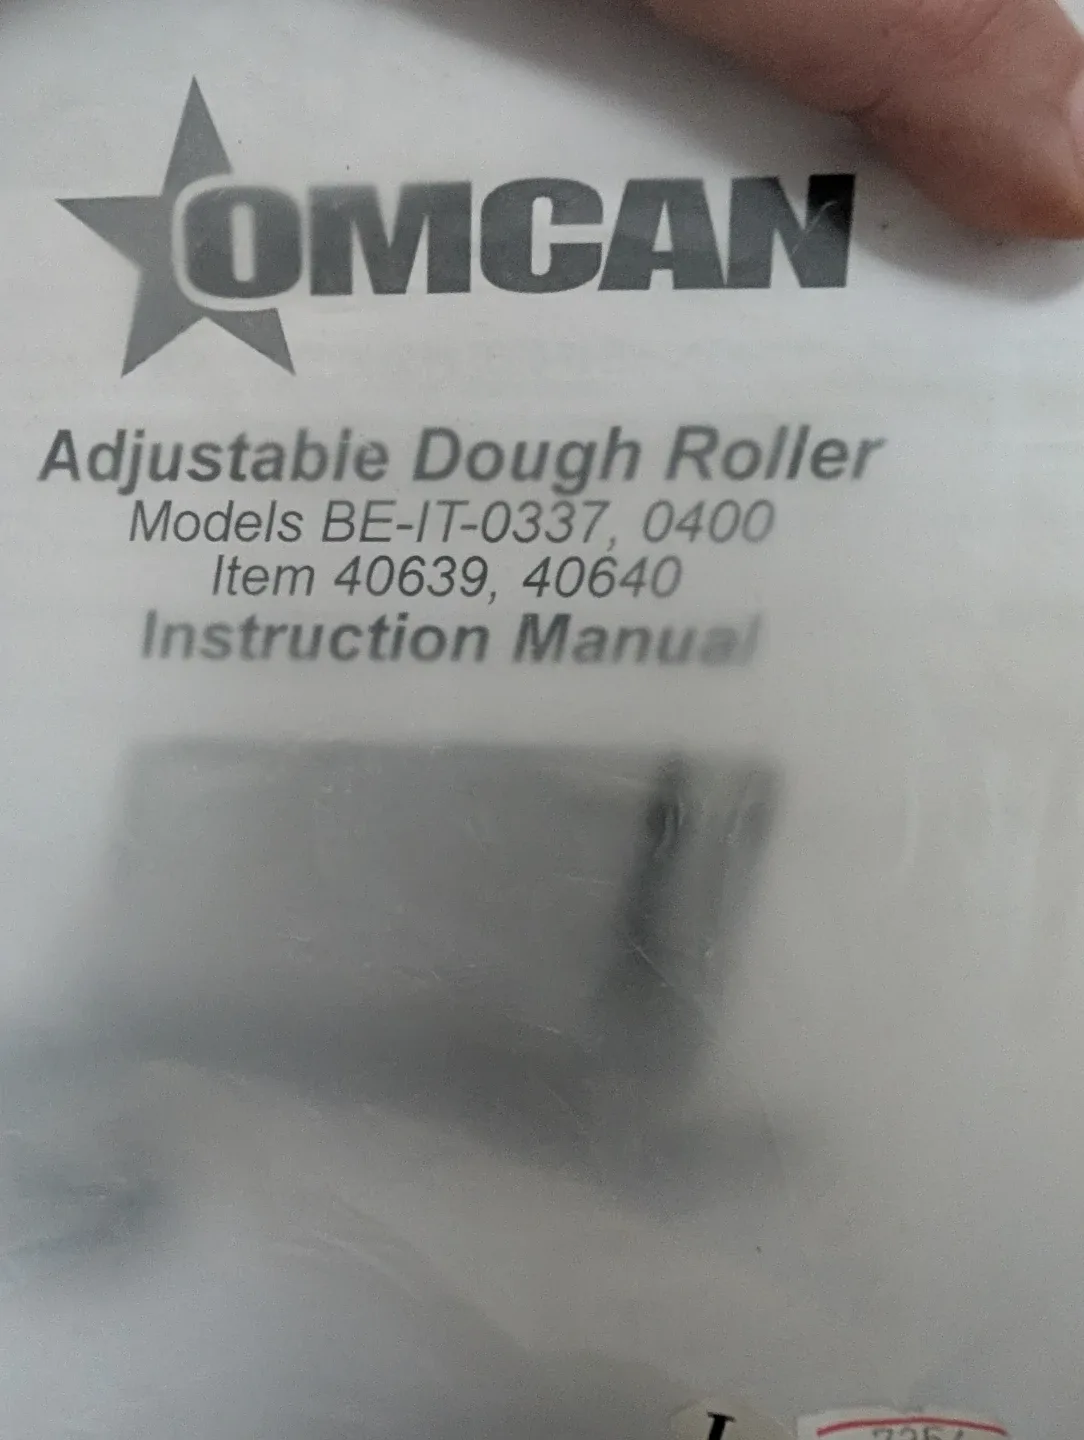 OMCAN
Adjustable Dough Roller
Models BE-IT-0337, 0400
Item 40639, 40640
Instruction Manual